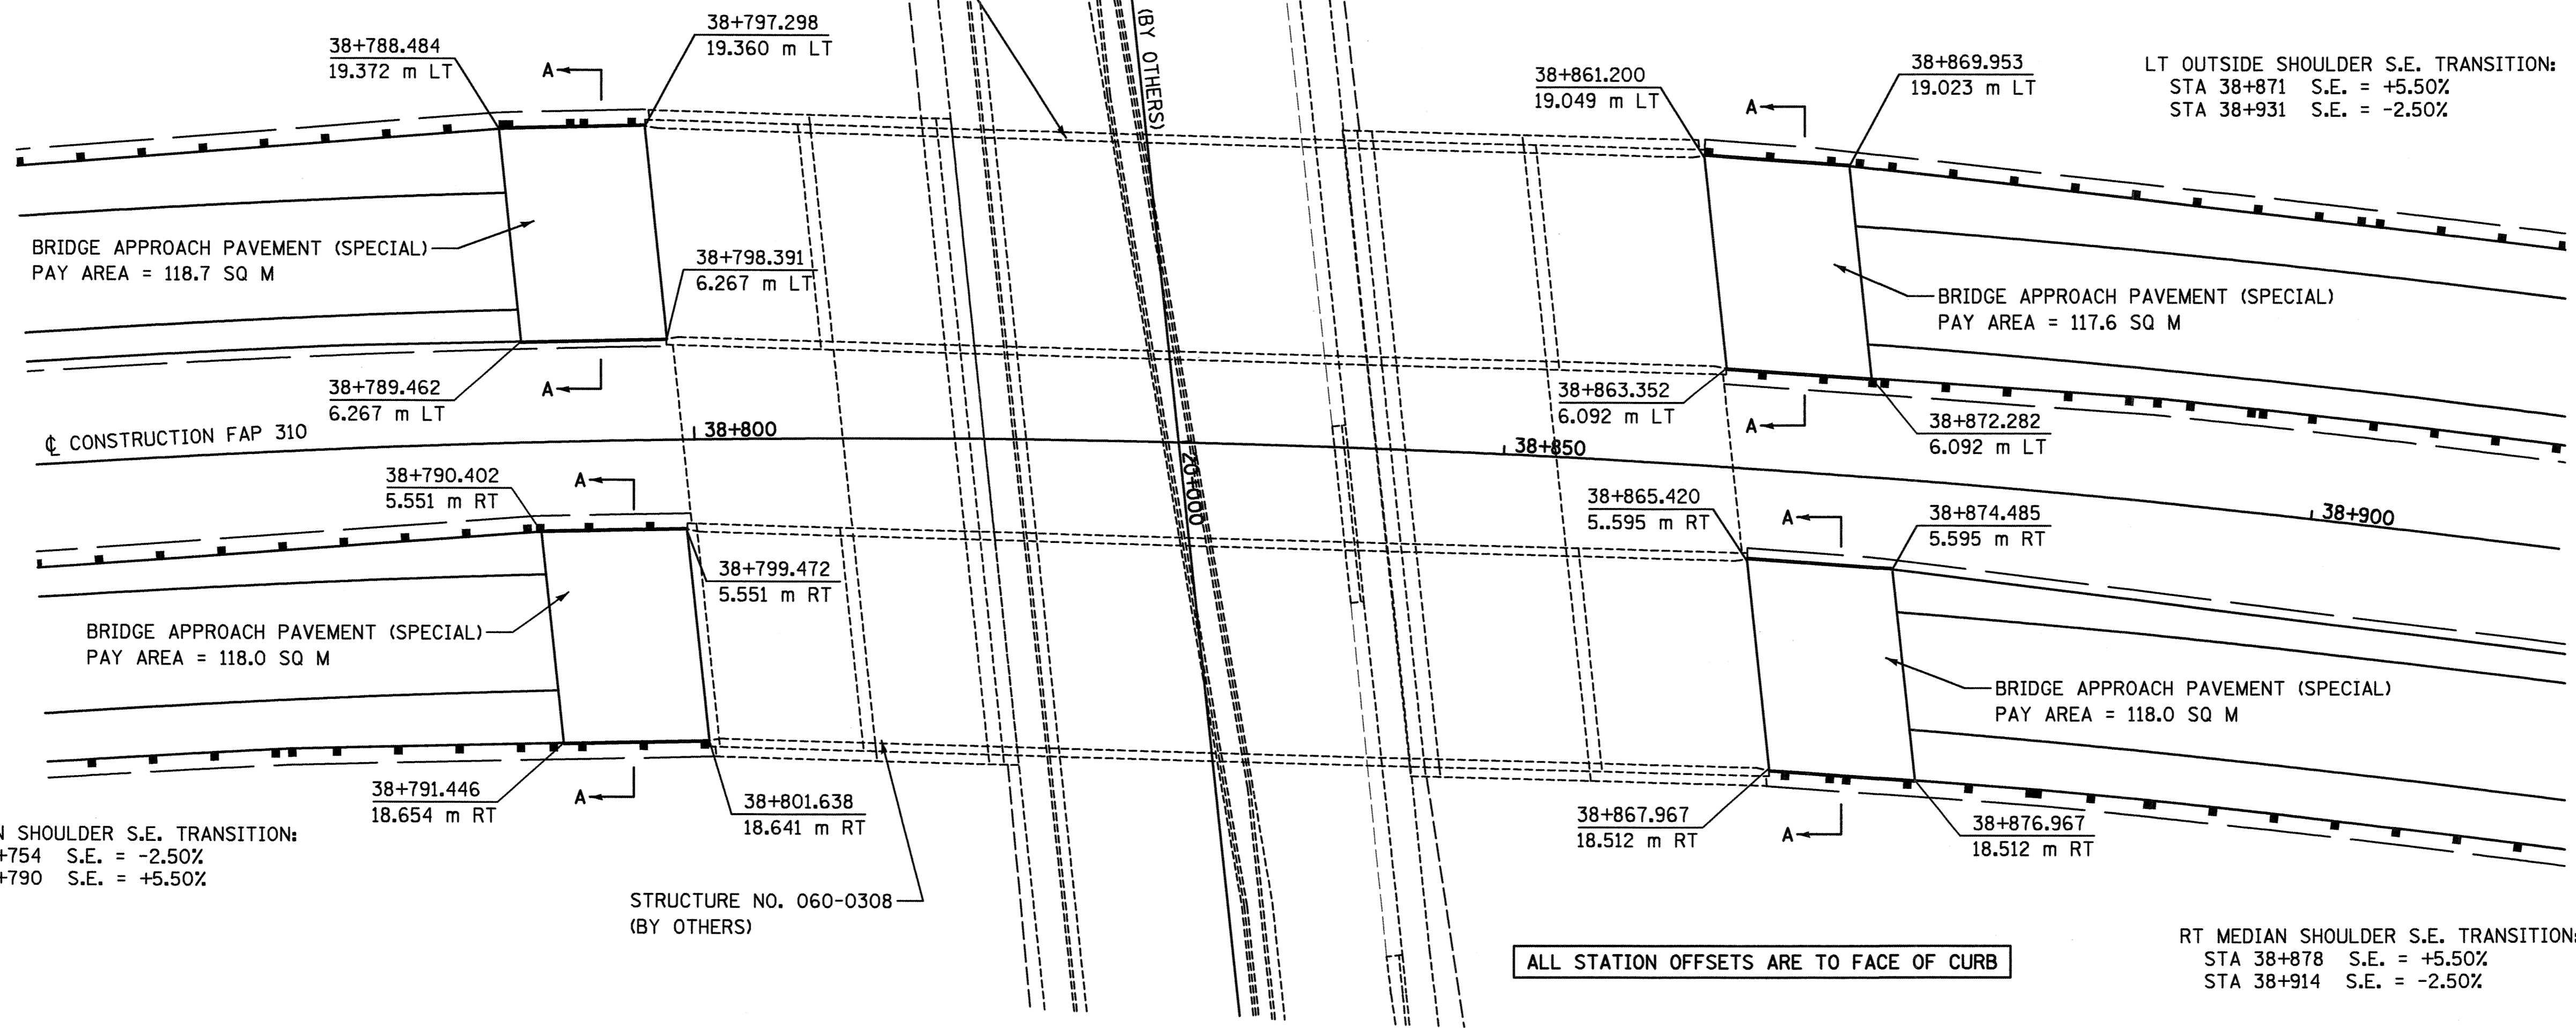 38+788.484
19.372 m LT
38+797.298
19.360 m LT
A
(BY OTHERS)
38+861.200
19.049 m LT
A
38+869.953
19.023 m LT
LT OUTSIDE SHOULDER S.E. TRANSITION:
STA 38+871 S.E. = +5.50%
STA 38+931 S.E. = -2.50%
BRIDGE APPROACH PAVEMENT (SPECIAL)
PAY AREA = 118.7 SQ M
38+798.391
6.267 m LT
BRIDGE APPROACH PAVEMENT (SPECIAL)
PAY AREA = 117.6 SQ M
38+789.462
6.267 m LT
A
38+863.352
6.092 m LT
A
38+872.282
6.092 m LT
℄ CONSTRUCTION FAP 310
38+800
38+850
38+900
20+000
38+790.402
5.551 m RT
A
38+799.472
5.551 m RT
38+865.420
5..595 m RT
A
38+874.485
5.595 m RT
BRIDGE APPROACH PAVEMENT (SPECIAL)
PAY AREA = 118.0 SQ M
BRIDGE APPROACH PAVEMENT (SPECIAL)
PAY AREA = 118.0 SQ M
38+791.446
18.654 m RT
A
38+801.638
18.641 m RT
38+867.967
18.512 m RT
A
38+876.967
18.512 m RT
N SHOULDER S.E. TRANSITION:
+754 S.E. = -2.50%
+790 S.E. = +5.50%
STRUCTURE NO. 060-0308
(BY OTHERS)
ALL STATION OFFSETS ARE TO FACE OF CURB
RT MEDIAN SHOULDER S.E. TRANSITION:
STA 38+878 S.E. = +5.50%
STA 38+914 S.E. = -2.50%